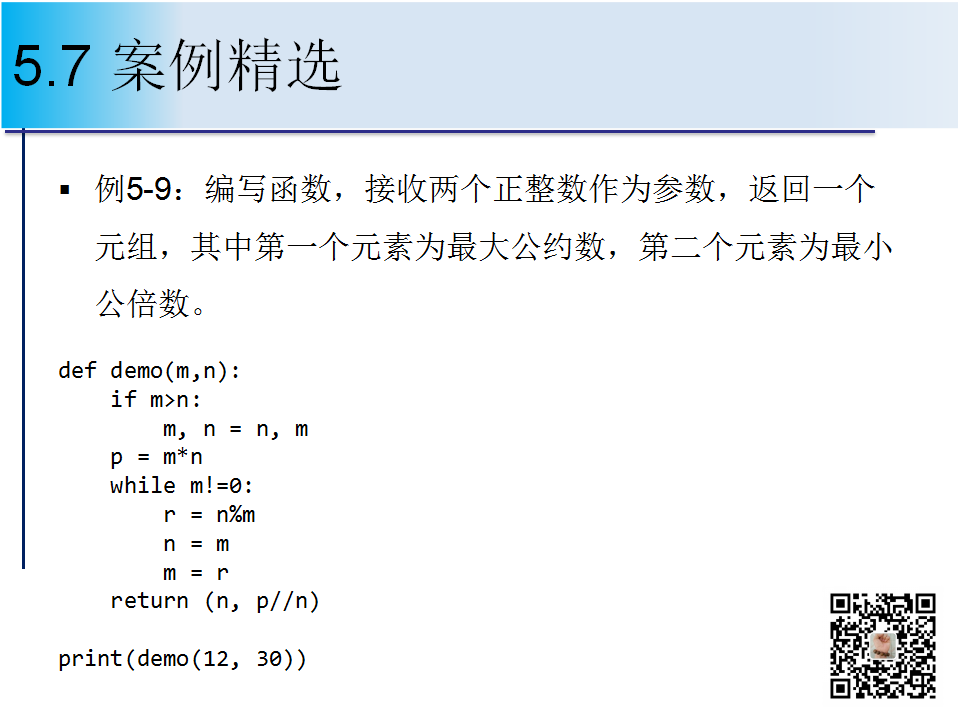 5.7 案例精选
▪ 例5-9：编写函数，接收两个正整数作为参数，返回一个
元组，其中第一个元素为最大公约数，第二个元素为最小
公倍数。
def demo(m,n):
    if m>n:
        m, n = n, m
    p = m*n
    while m!=0:
        r = n%m
        n = m
        m = r
    return (n, p//n)
print(demo(12, 30))